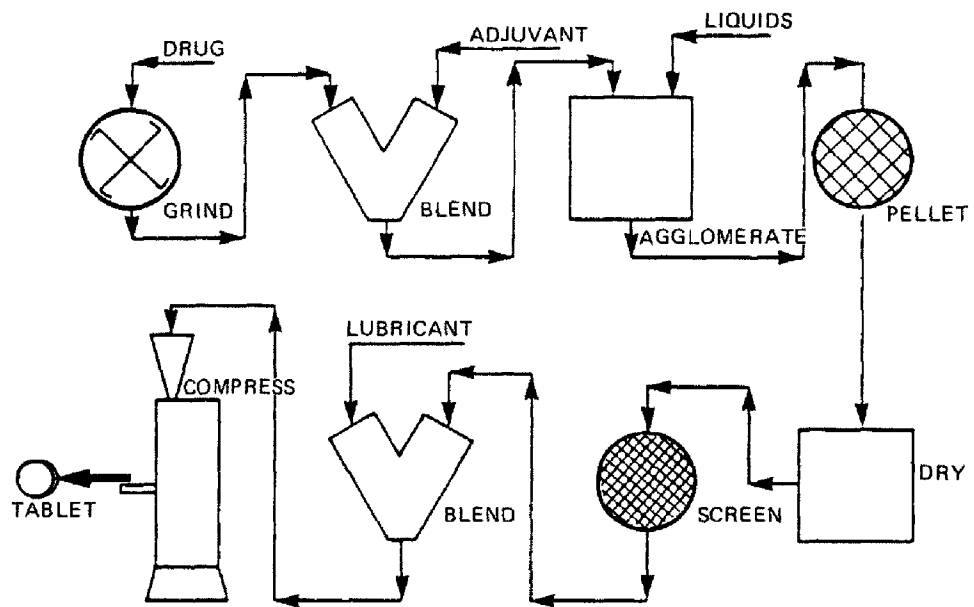 DRUG
ADJUVANT
LIQUIDS
GRIND
BLEND
AGGLOMERATE
PELLET
LUBRICANT
COMPRESS
TABLET
BLEND
SCREEN
DRY